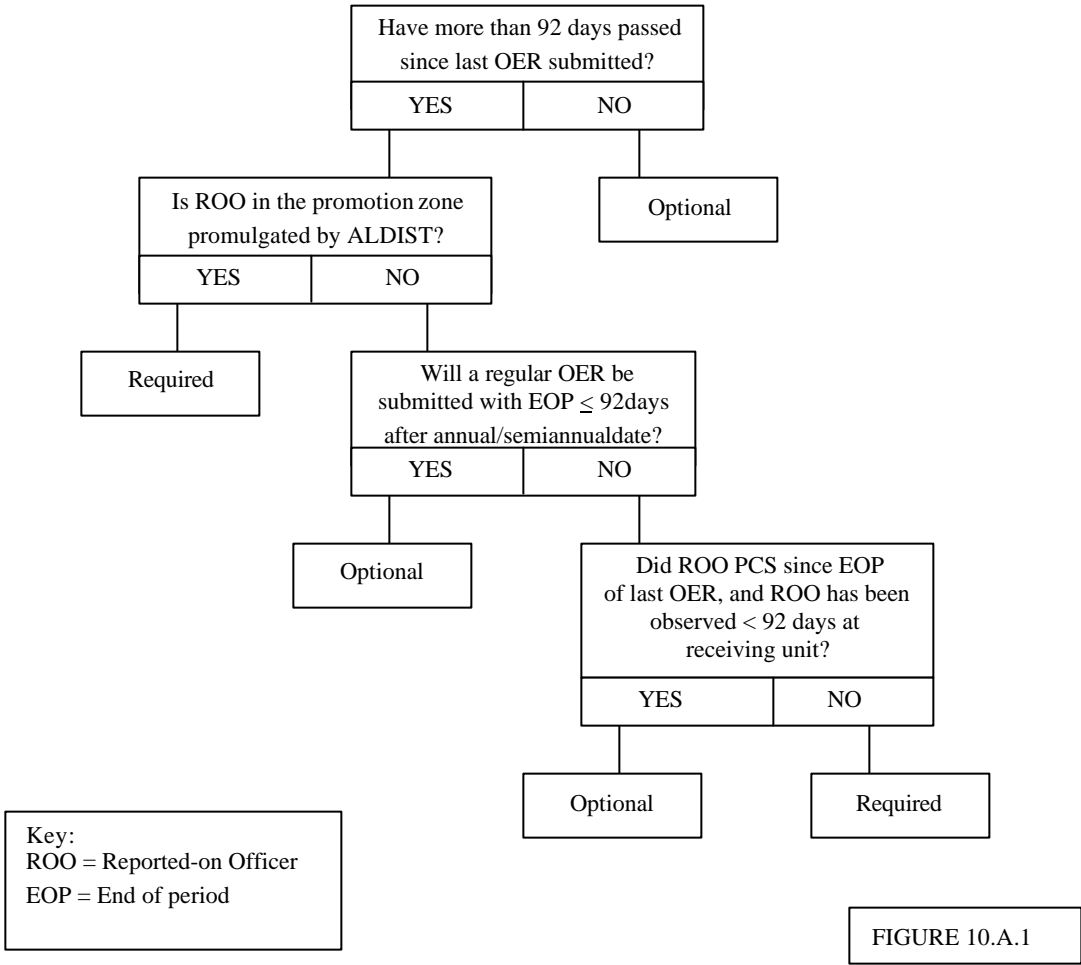 Have more than 92 days passed
since last OER submitted?
YES
NO
Is ROO in the promotion zone
promulgated by ALDIST?
Optional
YES
NO
Required
Will a regular OER be
submitted with EOP ≤ 92days
after annual/semiannualdate?
YES
NO
Optional
Did ROO PCS since EOP
of last OER, and ROO has been
observed < 92 days at
receiving unit?
YES
NO
Optional
Required
Key:
ROO = Reported-on Officer
EOP = End of period
FIGURE 10.A.1